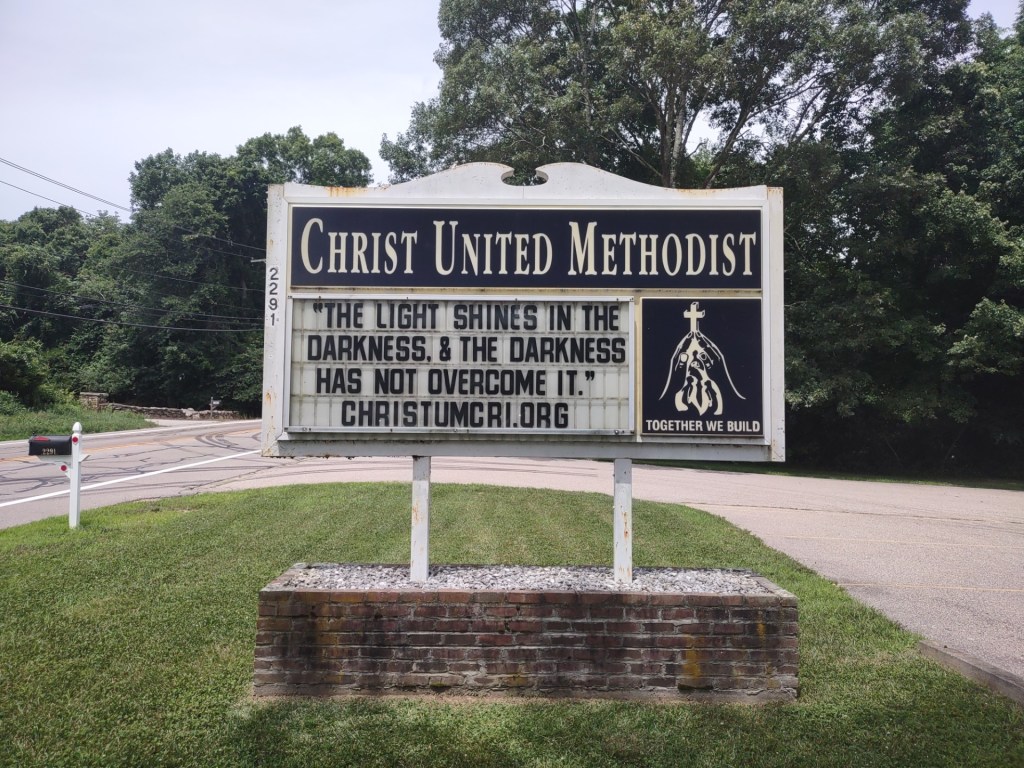 CHRIST UNITED METHODIST
2291
"THE LIGHT SHINES IN THE
DARKNESS, & THE DARKNESS
HAS NOT OVERCOME IT."
CHRISTUMCRI.ORG
TOGETHER WE BUILD
2291